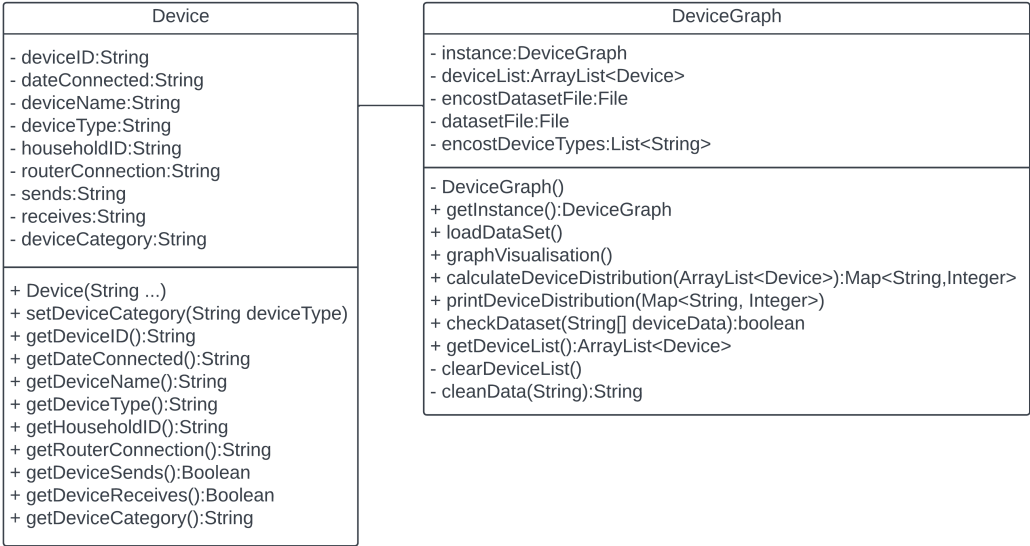 Device
- deviceID:String
- dateConnected:String
- deviceName:String
- deviceType:String
- householdID:String
- routerConnection:String
- sends:String
- receives:String
- deviceCategory:String
+ Device(String ...)
+ setDeviceCategory(String deviceType)
+ getDeviceID():String
+ getDateConnected():String
+ getDeviceName():String
+ getDeviceType():String
+ getHouseholdID():String
+ getRouterConnection():String
+ getDeviceSends():Boolean
+ getDeviceReceives():Boolean
+ getDeviceCategory():String
DeviceGraph
- instance:DeviceGraph
- deviceList:ArrayList<Device>
- encostDatasetFile:File
- datasetFile:File
- encostDeviceTypes:List<String>
- DeviceGraph()
+ getInstance():DeviceGraph
+ loadDataSet()
+ graphVisualisation()
+ calculateDeviceDistribution(ArrayList<Device>):Map<String,Integer>
+ printDeviceDistribution(Map<String, Integer>)
+ checkDataset(String[] deviceData):boolean
+ getDeviceList():ArrayList<Device>
- clearDeviceList()
- cleanData(String):String